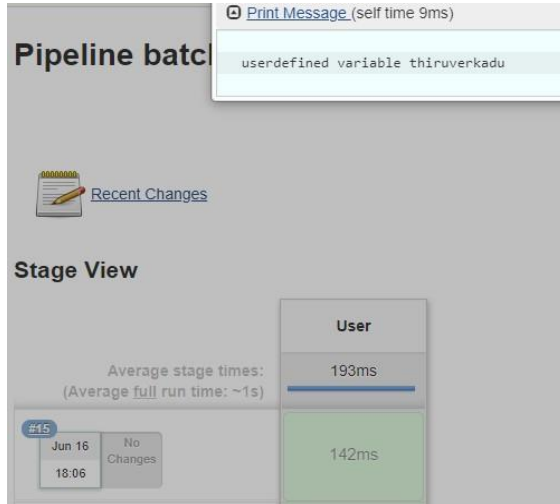 Print Message (self time 9ms)
Pipeline batc
userdefined variable thiruverkadu
Recent Changes
Stage View
User
Average stage times:
193ms
(Average full run time: ~1s)
#15
Jun 16
No
Changes
18:06
142ms